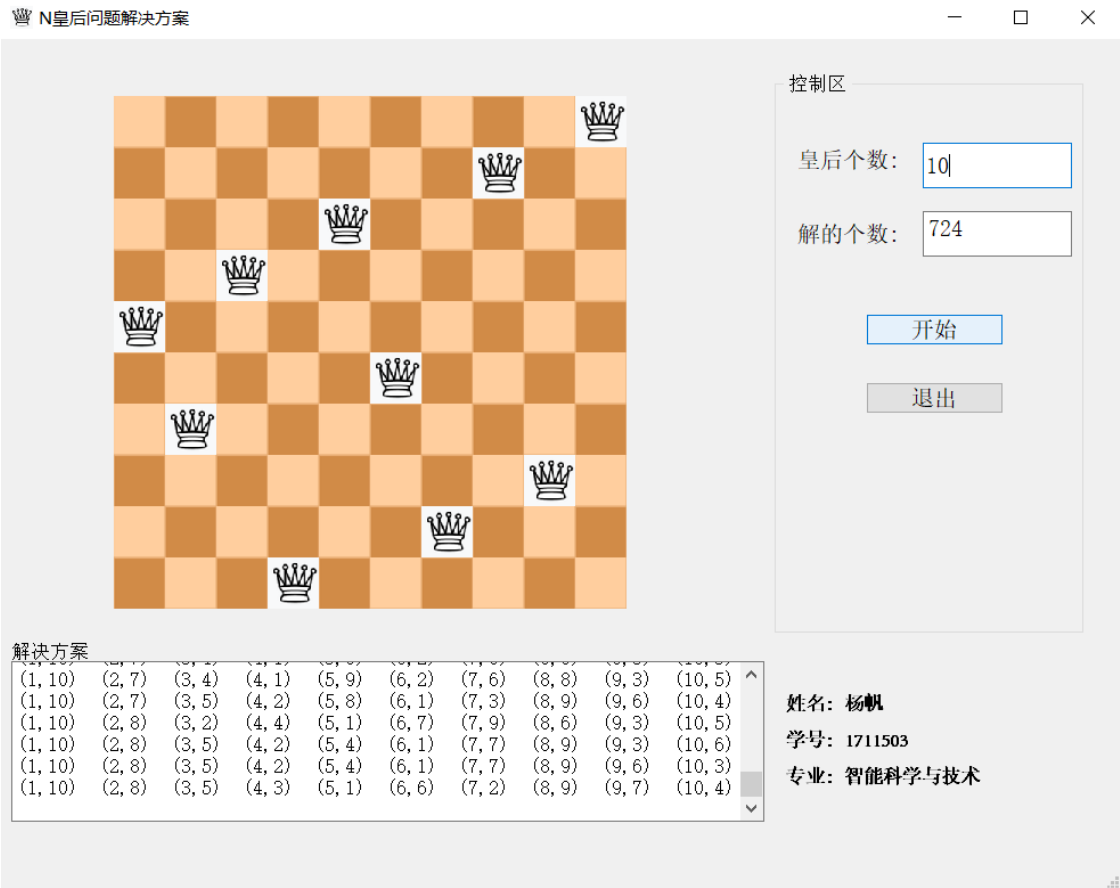 N皇后问题解决方案
控制区
皇后个数: 10
解的个数: 724
开始
退出
解决方案
(1,10) (2,7) (3,4) (4,1) (5,9) (6,2) (7,6) (8,8) (9,3) (10,5)
(1,10) (2,7) (3,5) (4,2) (5,8) (6,1) (7,3) (8,9) (9,6) (10,4)
(1,10) (2,8) (3,2) (4,4) (5,1) (6,7) (7,9) (8,6) (9,3) (10,5)
(1,10) (2,8) (3,5) (4,2) (5,4) (6,1) (7,7) (8,9) (9,3) (10,6)
(1,10) (2,8) (3,5) (4,2) (5,4) (6,1) (7,7) (8,9) (9,6) (10,3)
(1,10) (2,8) (3,5) (4,3) (5,1) (6,6) (7,2) (8,9) (9,7) (10,4)
姓名: 杨帆
学号: 1711503
专业: 智能科学与技术